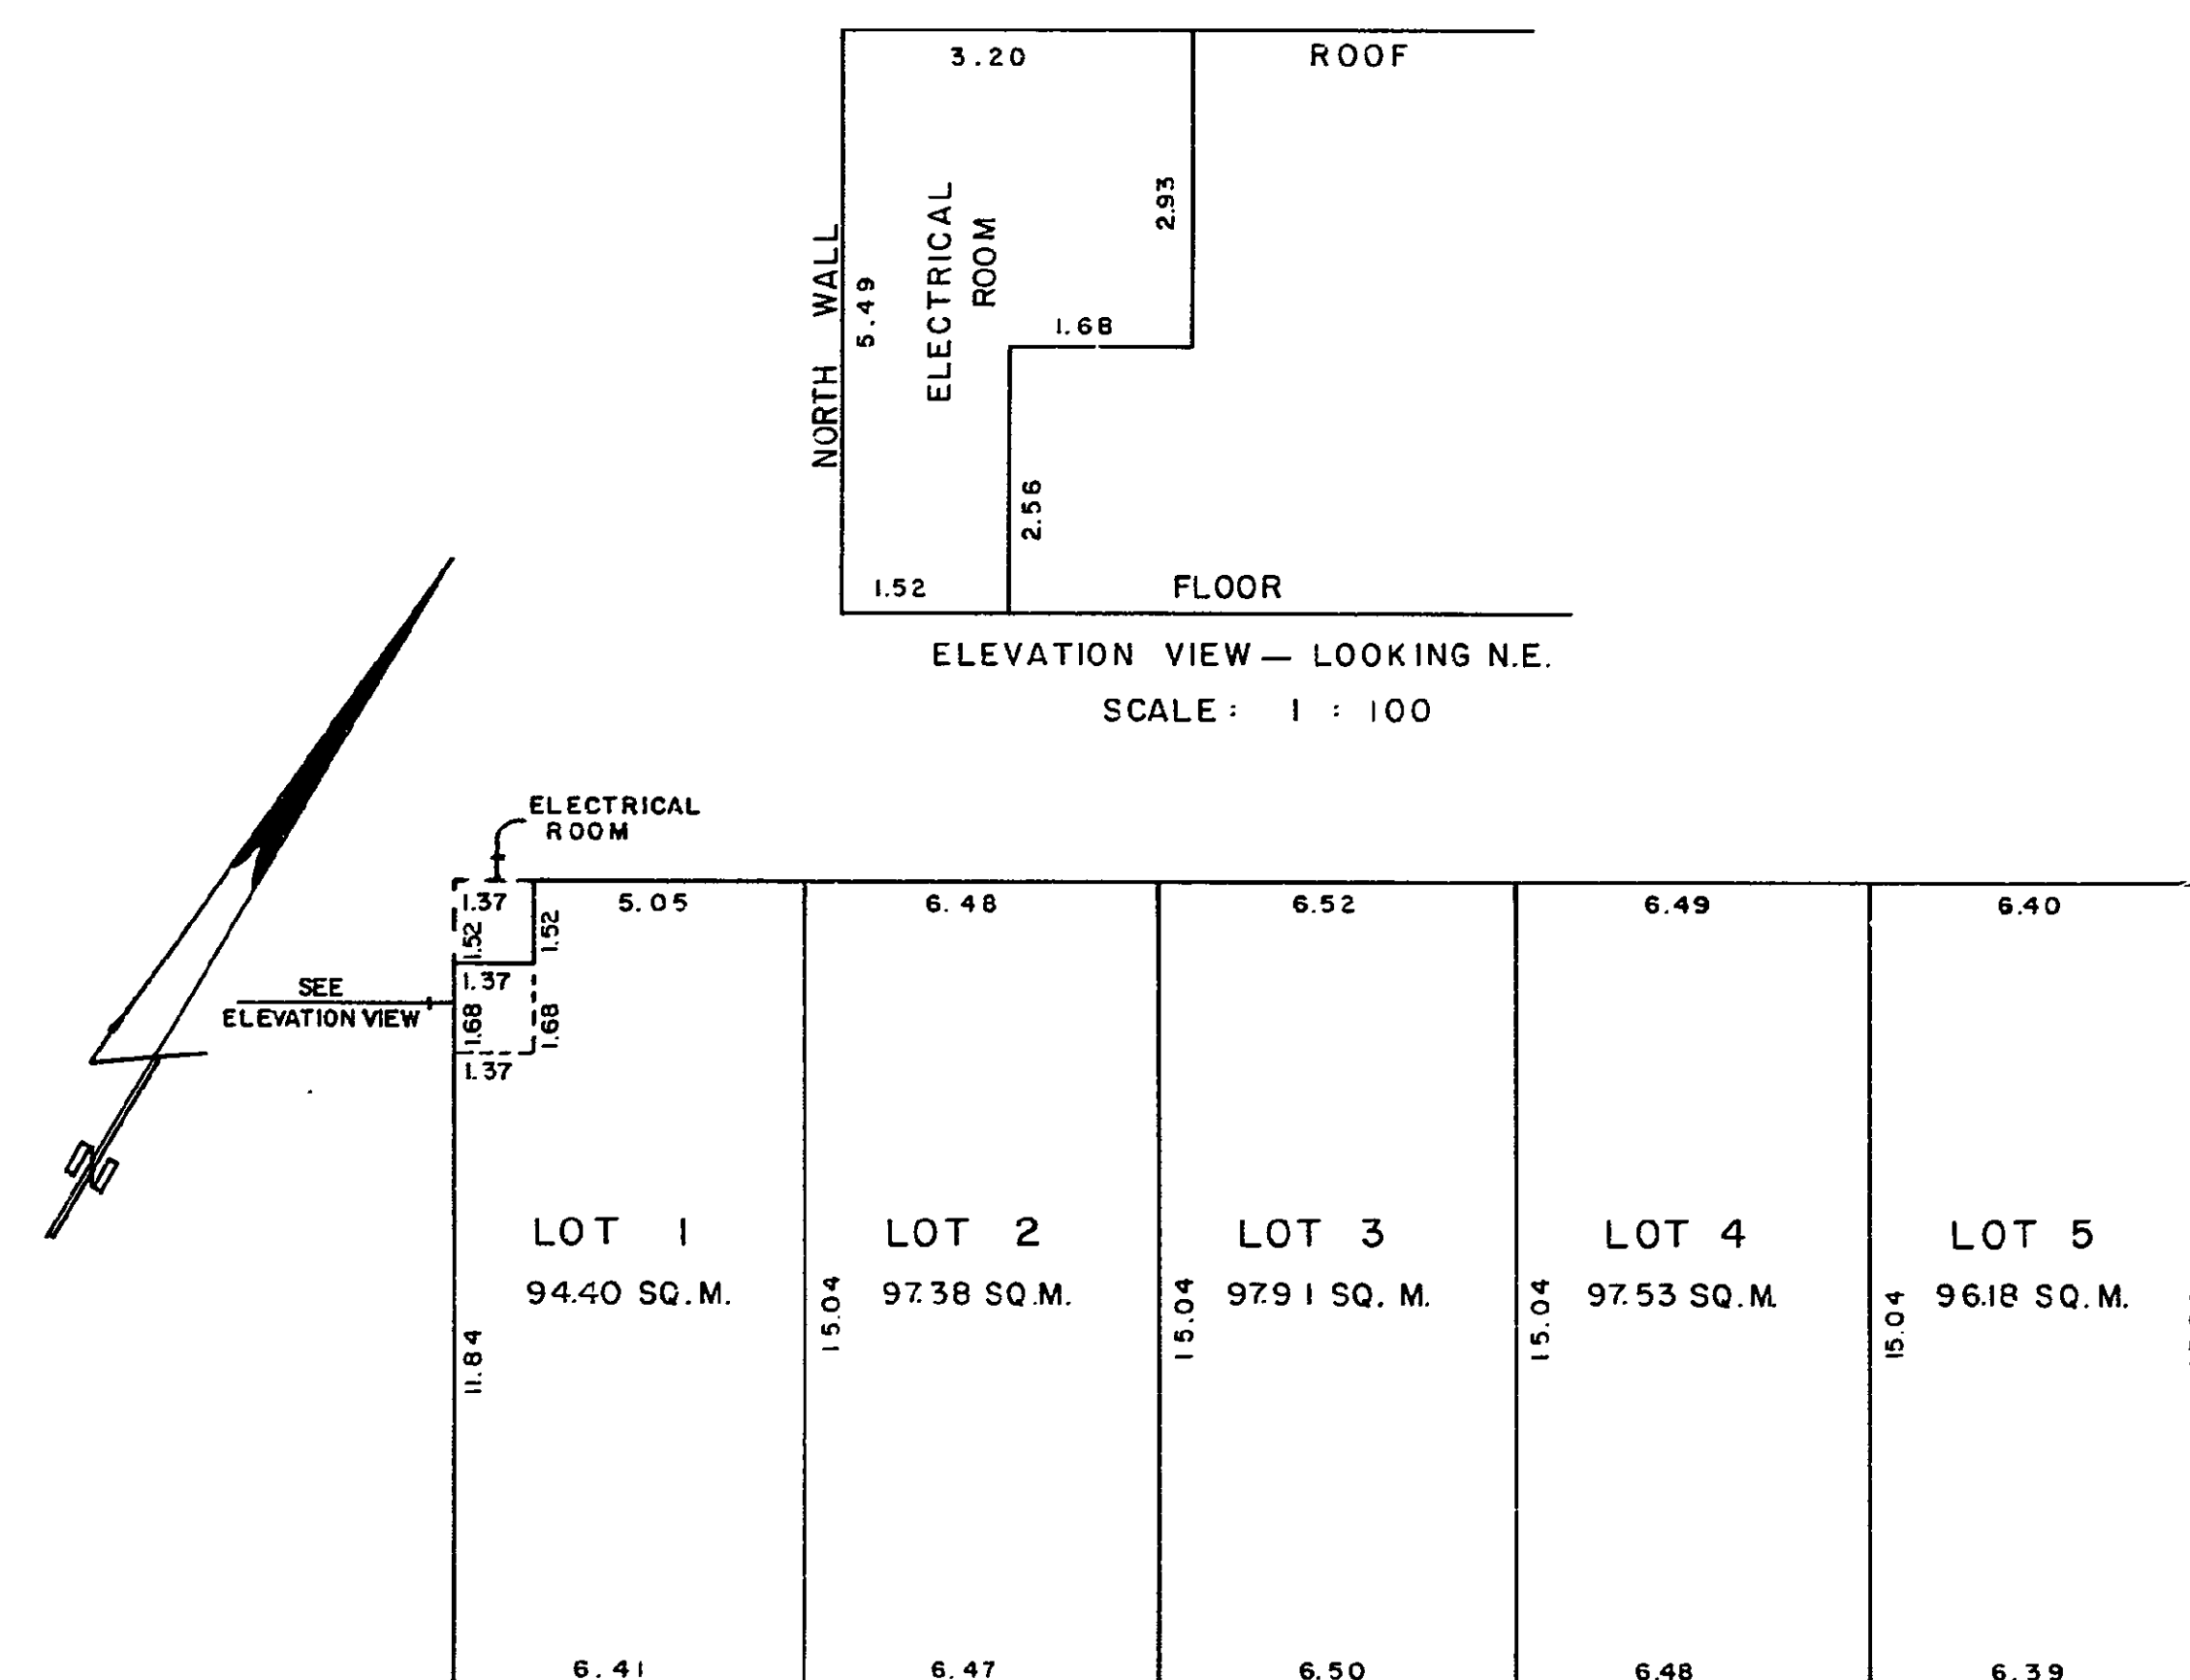 3.20
ROOF
2.93
ELECTRICAL
ROOM
NORTH WALL
5.49
1.68
2.56
1.52
FLOOR
ELEVATION VIEW — LOOKING N.E.
SCALE: 1 : 100
ELECTRICAL
ROOM
1.37
5.05
6.48
6.52
6.49
6.40
1.52
1.52
1.37
SEE
ELEVATION VIEW
1.68
1.68
1.37
LOT 1
LOT 2
LOT 3
LOT 4
LOT 5
94.40 SQ.M.
97.38 SQ.M.
97.91 SQ. M.
97.53 SQ.M.
96.18 SQ.M.
11.84
15.04
15.04
15.04
15.04
6.41
6.47
6.50
6.48
6.39